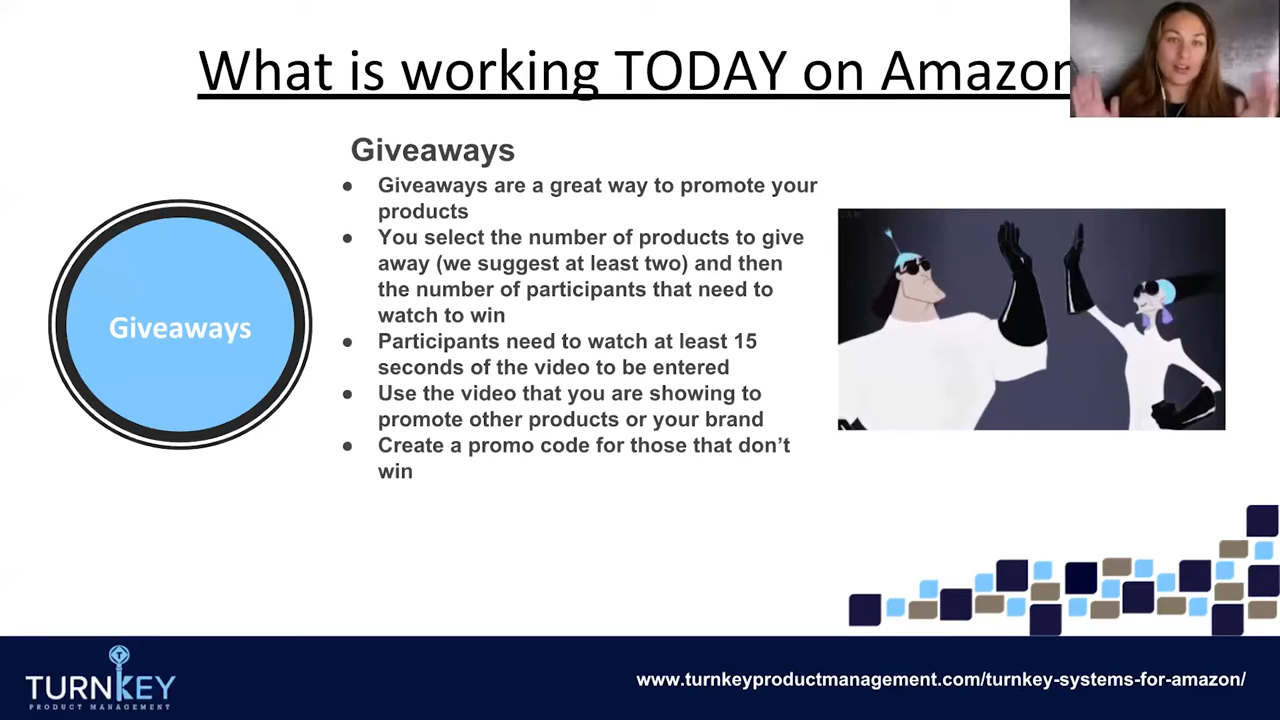 What is working TODAY on Amazon
Giveaways
● Giveaways are a great way to promote your
products
● You select the number of products to give
away (we suggest at least two) and then
the number of participants that need to
watch to win
● Participants need to watch at least 15
seconds of the video to be entered
● Use the video that you are showing to
promote other products or your brand
● Create a promo code for those that don’t
win
Giveaways
T
TURNKEY
PRODUCT MANAGEMENT
www.turnkeyproductmanagement.com/turnkey-systems-for-amazon/